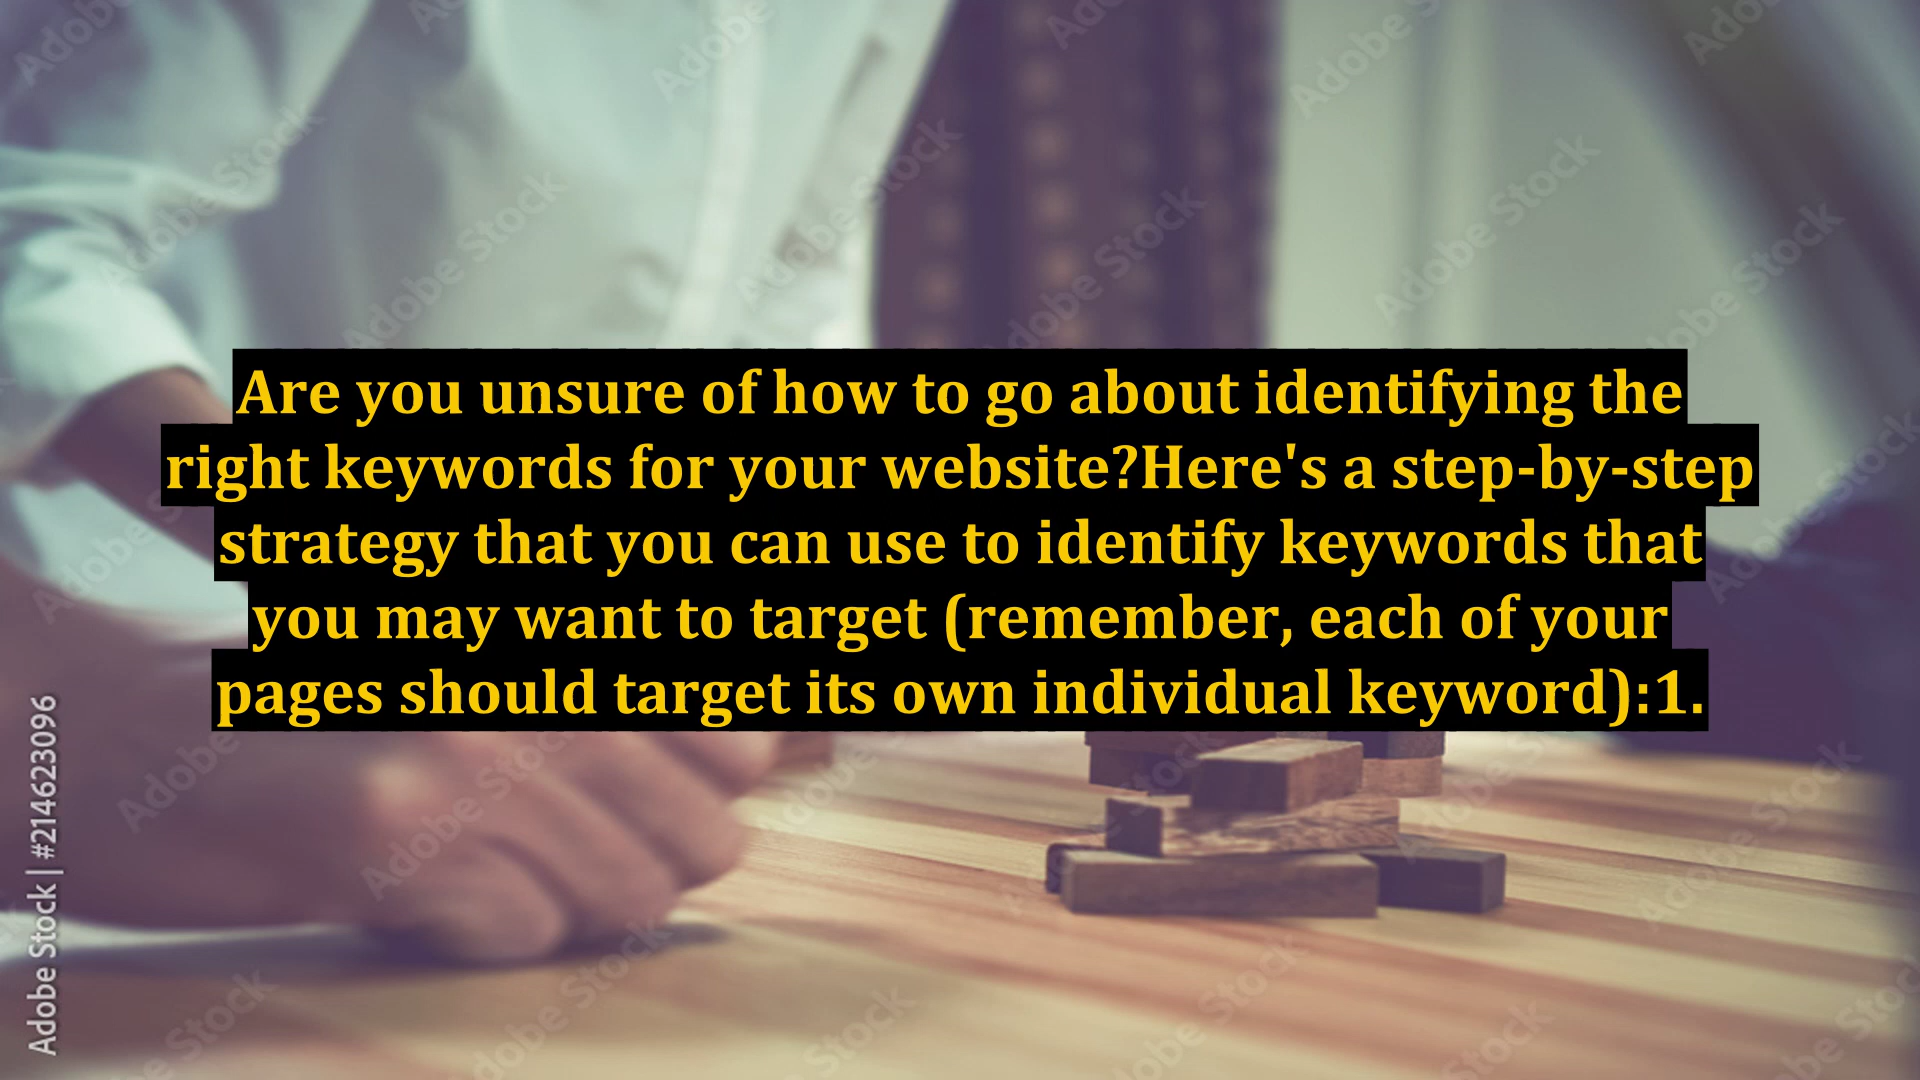 Are you unsure of how to go about identifying the
right keywords for your website?Here's a step-by-step
strategy that you can use to identify keywords that
you may want to target (remember, each of your
pages should target its own individual keyword):1.
Adobe Stock | #214623096